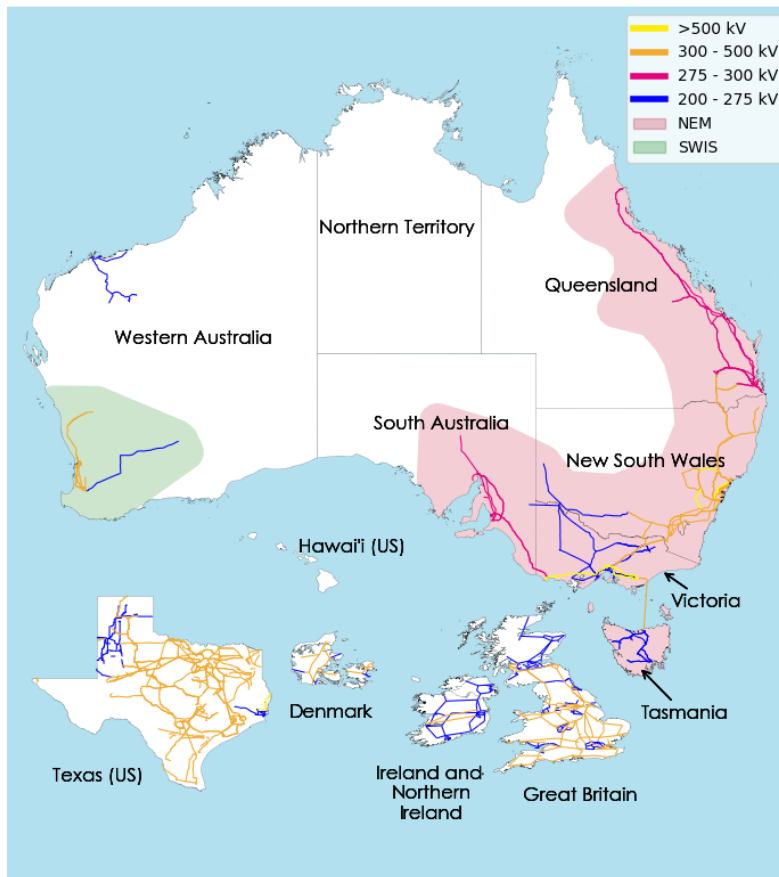 >500 kV
300 - 500 kV
275 - 300 kV
200 - 275 kV
NEM
SWIS
Northern Territory
Queensland
Western Australia
South Australia
New South Wales
Hawai'i (US)
Victoria
Tasmania
Denmark
Texas (US)
Ireland and
Northern
Ireland
Great Britain